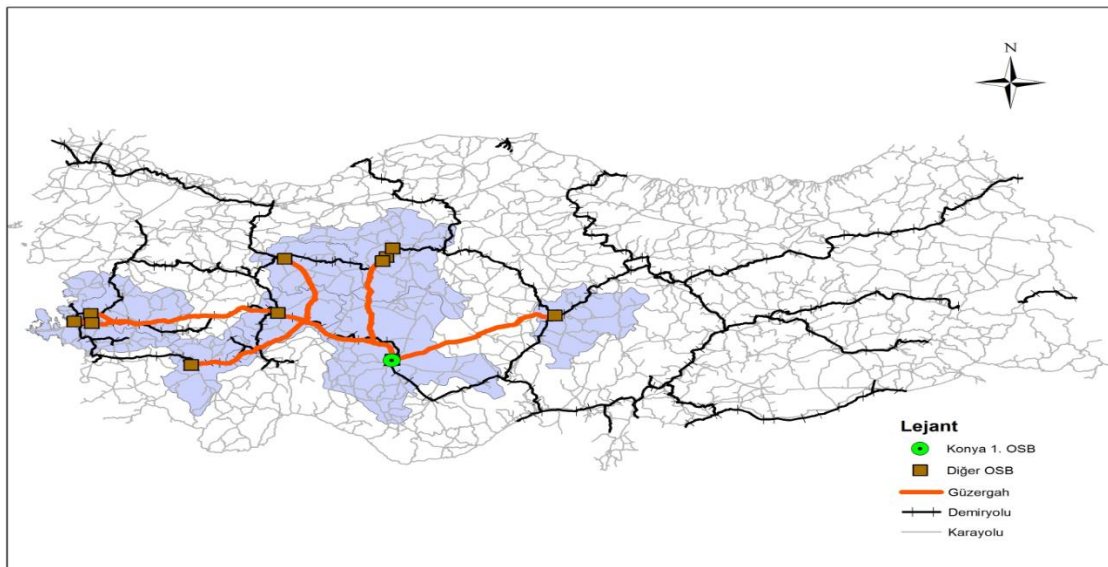 N
Lejant
Konya 1. OSB
Diğer OSB
Güzergah
Demiryolu
Karayolu